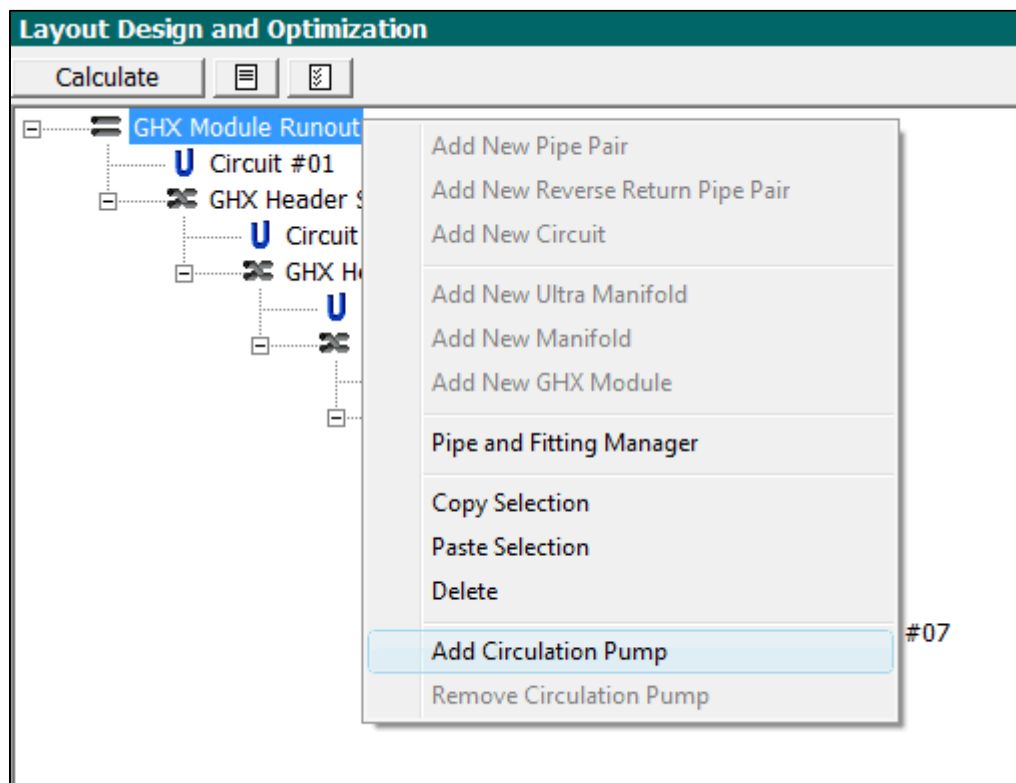 Layout Design and Optimization
Calculate
GHX Module Runout
Circuit #01
GHX Header
Circuit
GHX
Add New Pipe Pair
Add New Reverse Return Pipe Pair
Add New Circuit
Add New Ultra Manifold
Add New Manifold
Add New GHX Module
Pipe and Fitting Manager
Copy Selection
Paste Selection
Delete
Add Circulation Pump
Remove Circulation Pump
#07